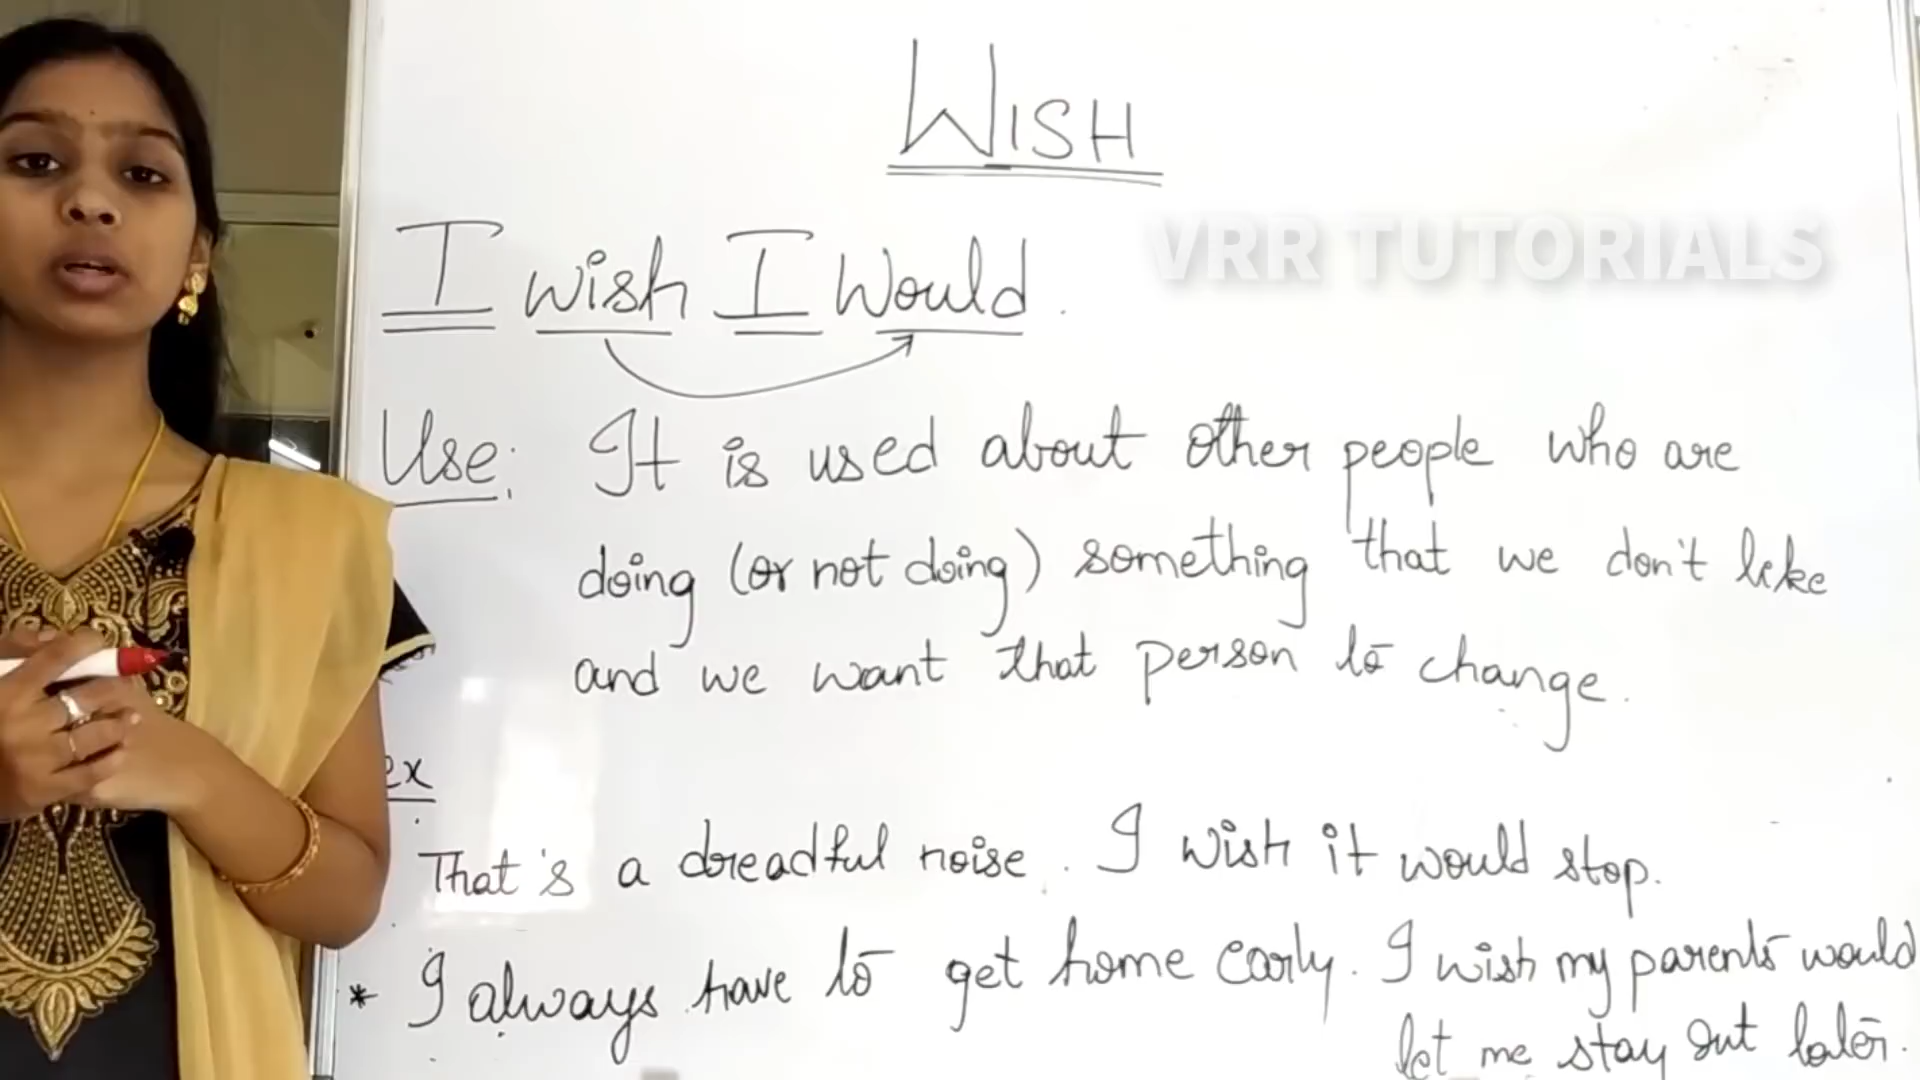 WISH
VRR TUTORIALS
I wish I would.
Use: It is used about other people who are
doing (or not doing) something that we don't like
and we want that person to change.
ex
That's a dreadful noise. I wish it would stop.
* I always have to get home early. I wish my parents would
let me stay out later.